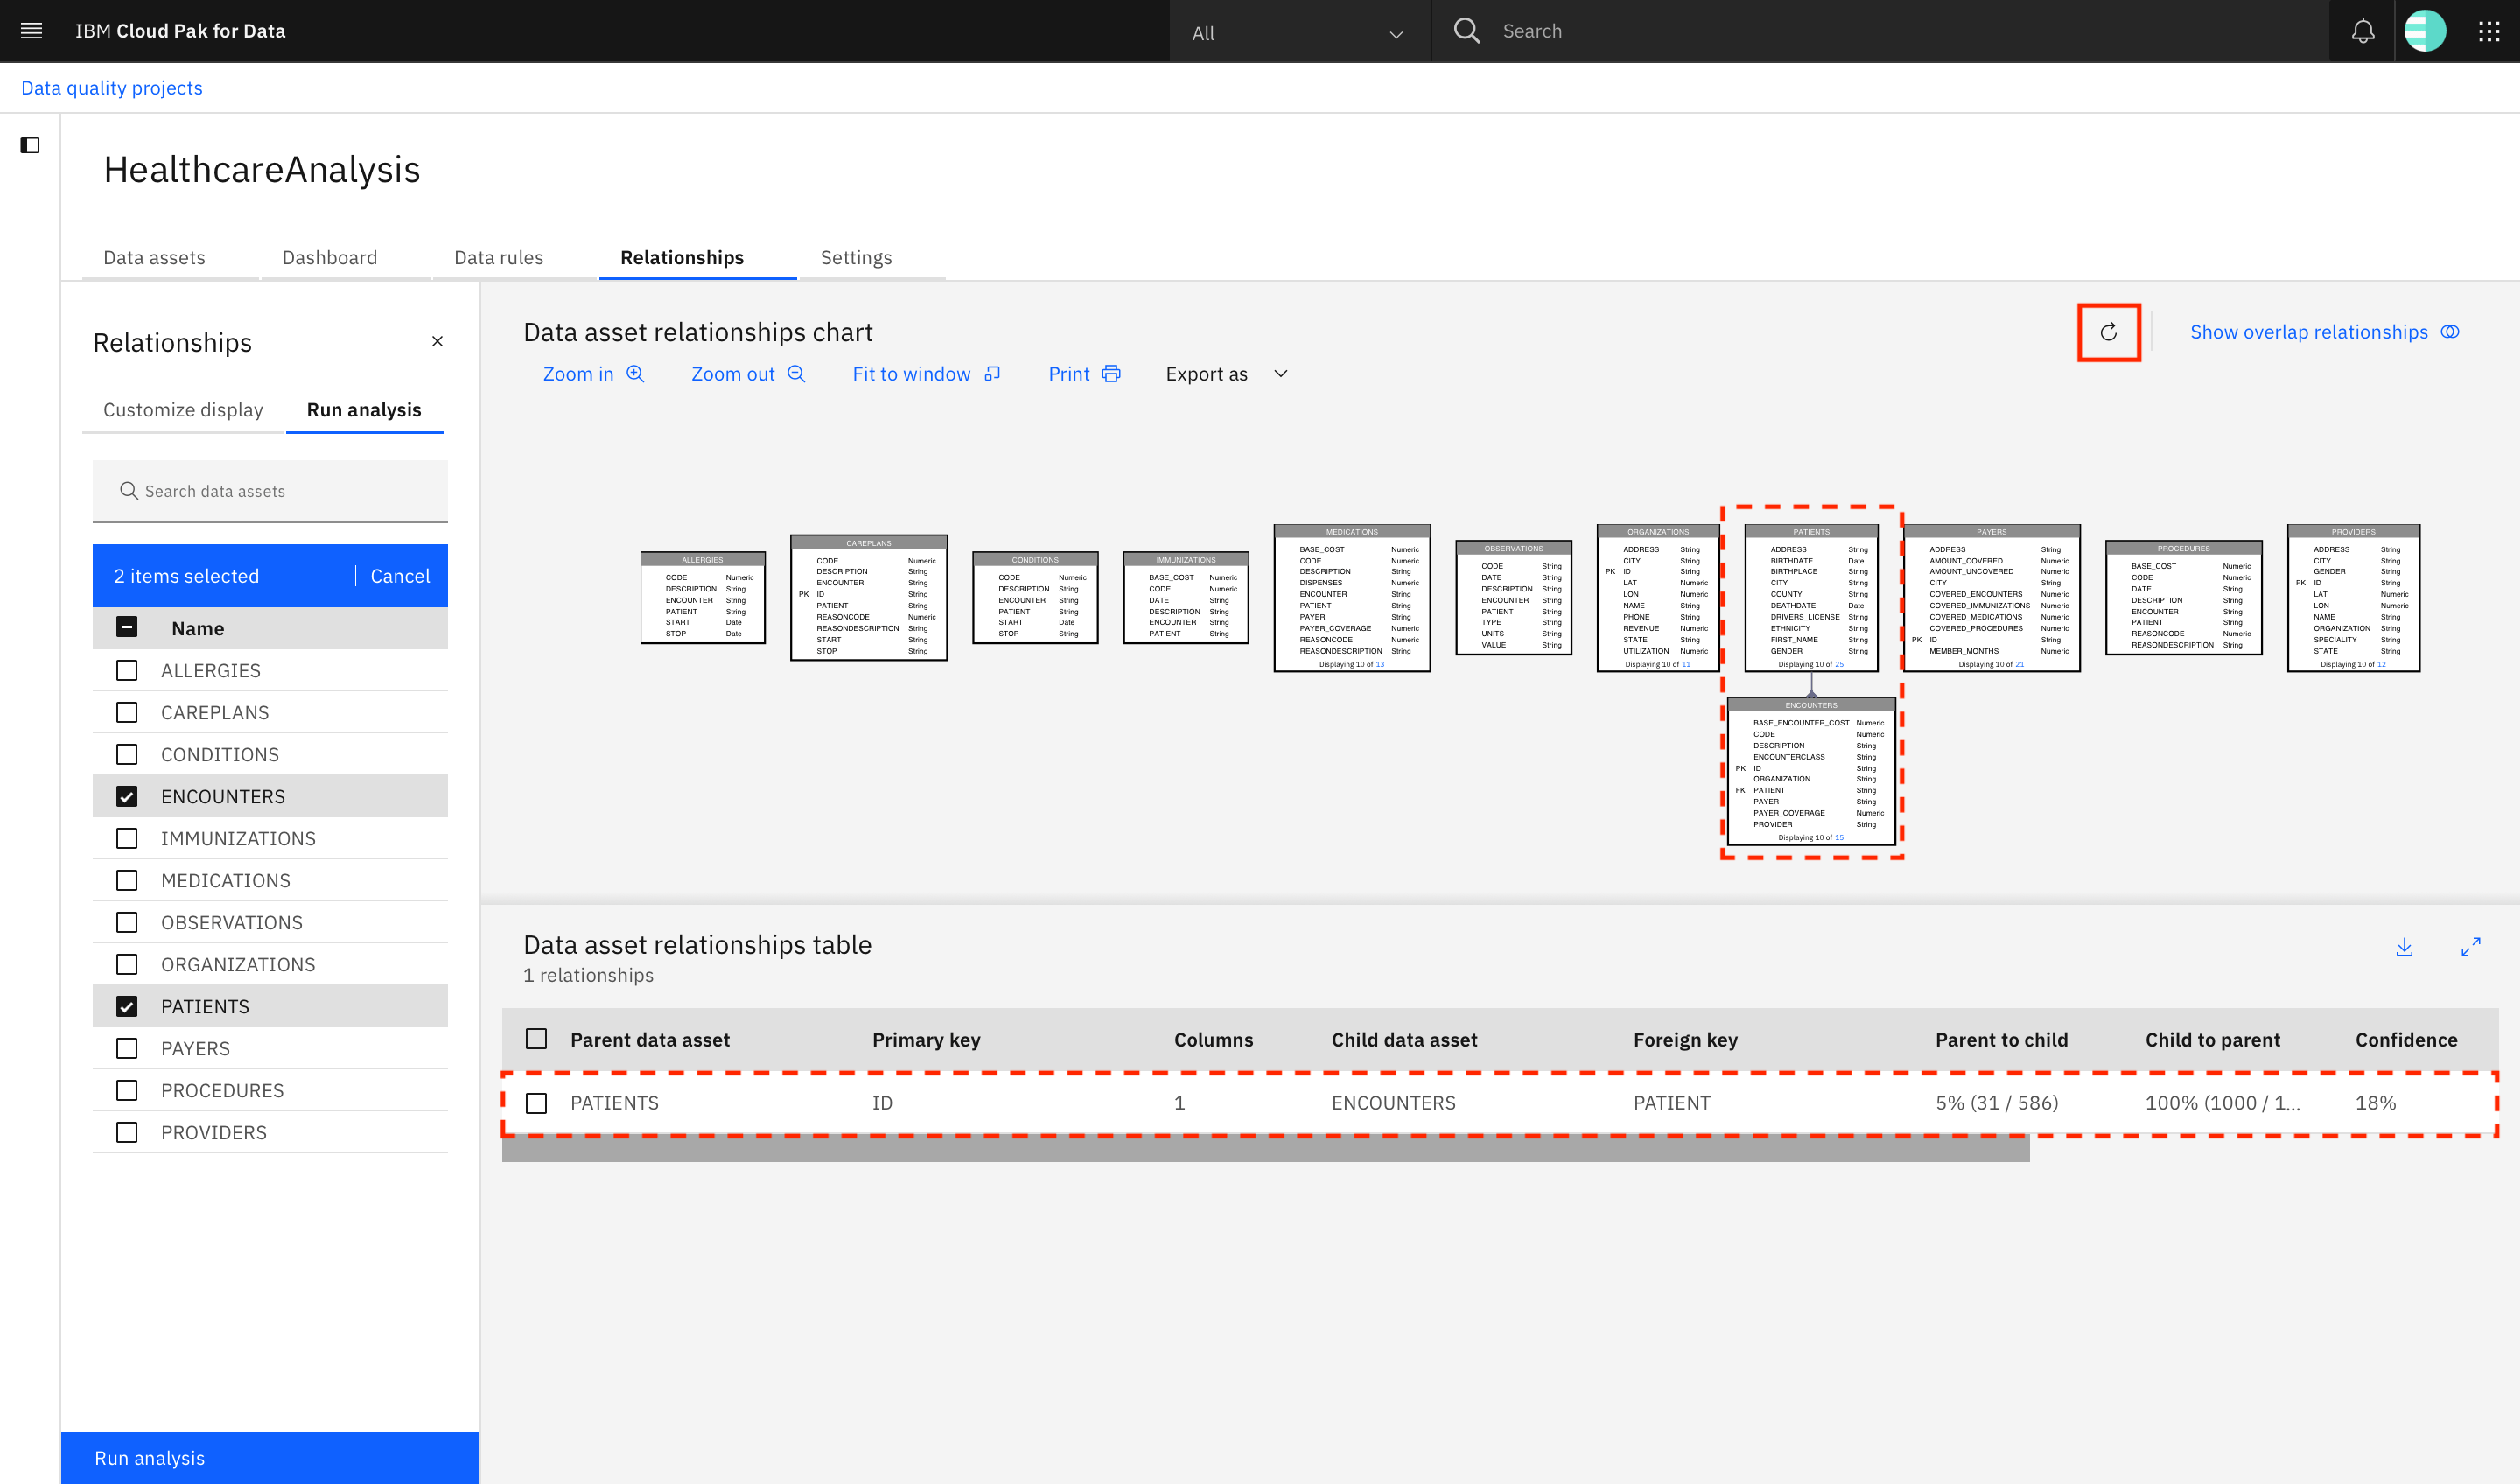 IBM Cloud Pak for Data
All
Search
Data quality projects
HealthcareAnalysis
Data assets
Dashboard
Data rules
Relationships
Settings
Relationships
Customize display
Run analysis
Search data assets
2 items selected
Cancel
Name
ALLERGIES
CAREPLANS
CONDITIONS
ENCOUNTERS
IMMUNIZATIONS
MEDICATIONS
OBSERVATIONS
ORGANIZATIONS
PATIENTS
PAYERS
PROCEDURES
PROVIDERS
Run analysis
Data asset relationships chart
Show overlap relationships
Zoom in
Zoom out
Fit to window
Print
Export as
ALLERGIES
CODE Numeric
DESCRIPTION String
ENCOUNTER String
PATIENT String
START Date
STOP Date
CAREPLANS
CODE Numeric
DESCRIPTION String
ENCOUNTER String
PK ID String
PATIENT String
REASONCODE Numeric
REASONDESCRIPTION String
START String
STOP String
CONDITIONS
CODE Numeric
DESCRIPTION String
ENCOUNTER String
PATIENT String
START Date
STOP String
IMMUNIZATIONS
BASE_COST Numeric
CODE Numeric
DATE String
DESCRIPTION String
ENCOUNTER String
PATIENT String
MEDICATIONS
BASE_COST Numeric
CODE Numeric
DESCRIPTION String
DISPENSES Numeric
ENCOUNTER String
PATIENT String
PAYER String
PAYER_COVERAGE Numeric
REASONCODE Numeric
REASONDESCRIPTION String
Displaying 10 of 13
OBSERVATIONS
CODE String
DATE String
DESCRIPTION String
ENCOUNTER String
PATIENT String
TYPE String
UNITS String
VALUE String
ORGANIZATIONS
ADDRESS String
CITY String
PK ID String
LAT Numeric
LON Numeric
NAME String
PHONE String
REVENUE Numeric
STATE String
UTILIZATION Numeric
Displaying 10 of 11
PATIENTS
ADDRESS String
BIRTHDATE Date
BIRTHPLACE String
CITY String
COUNTY String
DEATHDATE Date
DRIVERS_LICENSE String
ETHNICITY String
FIRST_NAME String
GENDER String
Displaying 10 of 25
PAYERS
ADDRESS String
AMOUNT_COVERED Numeric
AMOUNT_UNCOVERED Numeric
CITY String
COVERED_ENCOUNTERS Numeric
COVERED_IMMUNIZATIONS Numeric
COVERED_MEDICATIONS Numeric
COVERED_PROCEDURES Numeric
PK ID String
MEMBER_MONTHS Numeric
Displaying 10 of 21
PROCEDURES
BASE_COST Numeric
CODE Numeric
DATE String
DESCRIPTION String
ENCOUNTER String
PATIENT String
REASONCODE Numeric
REASONDESCRIPTION String
PROVIDERS
ADDRESS String
CITY String
GENDER String
PK ID String
LAT Numeric
LON Numeric
NAME String
ORGANIZATION String
SPECIALITY String
STATE String
Displaying 10 of 12
ENCOUNTERS
BASE_ENCOUNTER_COST Numeric
CODE Numeric
DESCRIPTION String
ENCOUNTERCLASS String
PK ID String
ORGANIZATION String
FK PATIENT String
PAYER String
PAYER_COVERAGE Numeric
PROVIDER String
Displaying 10 of 15
Data asset relationships table
1 relationships
Parent data asset Primary key Columns Child data asset Foreign key Parent to child Child to parent Confidence
PATIENTS ID 1 ENCOUNTERS PATIENT 5% (31 / 586) 100% (1000 / 1... 18%